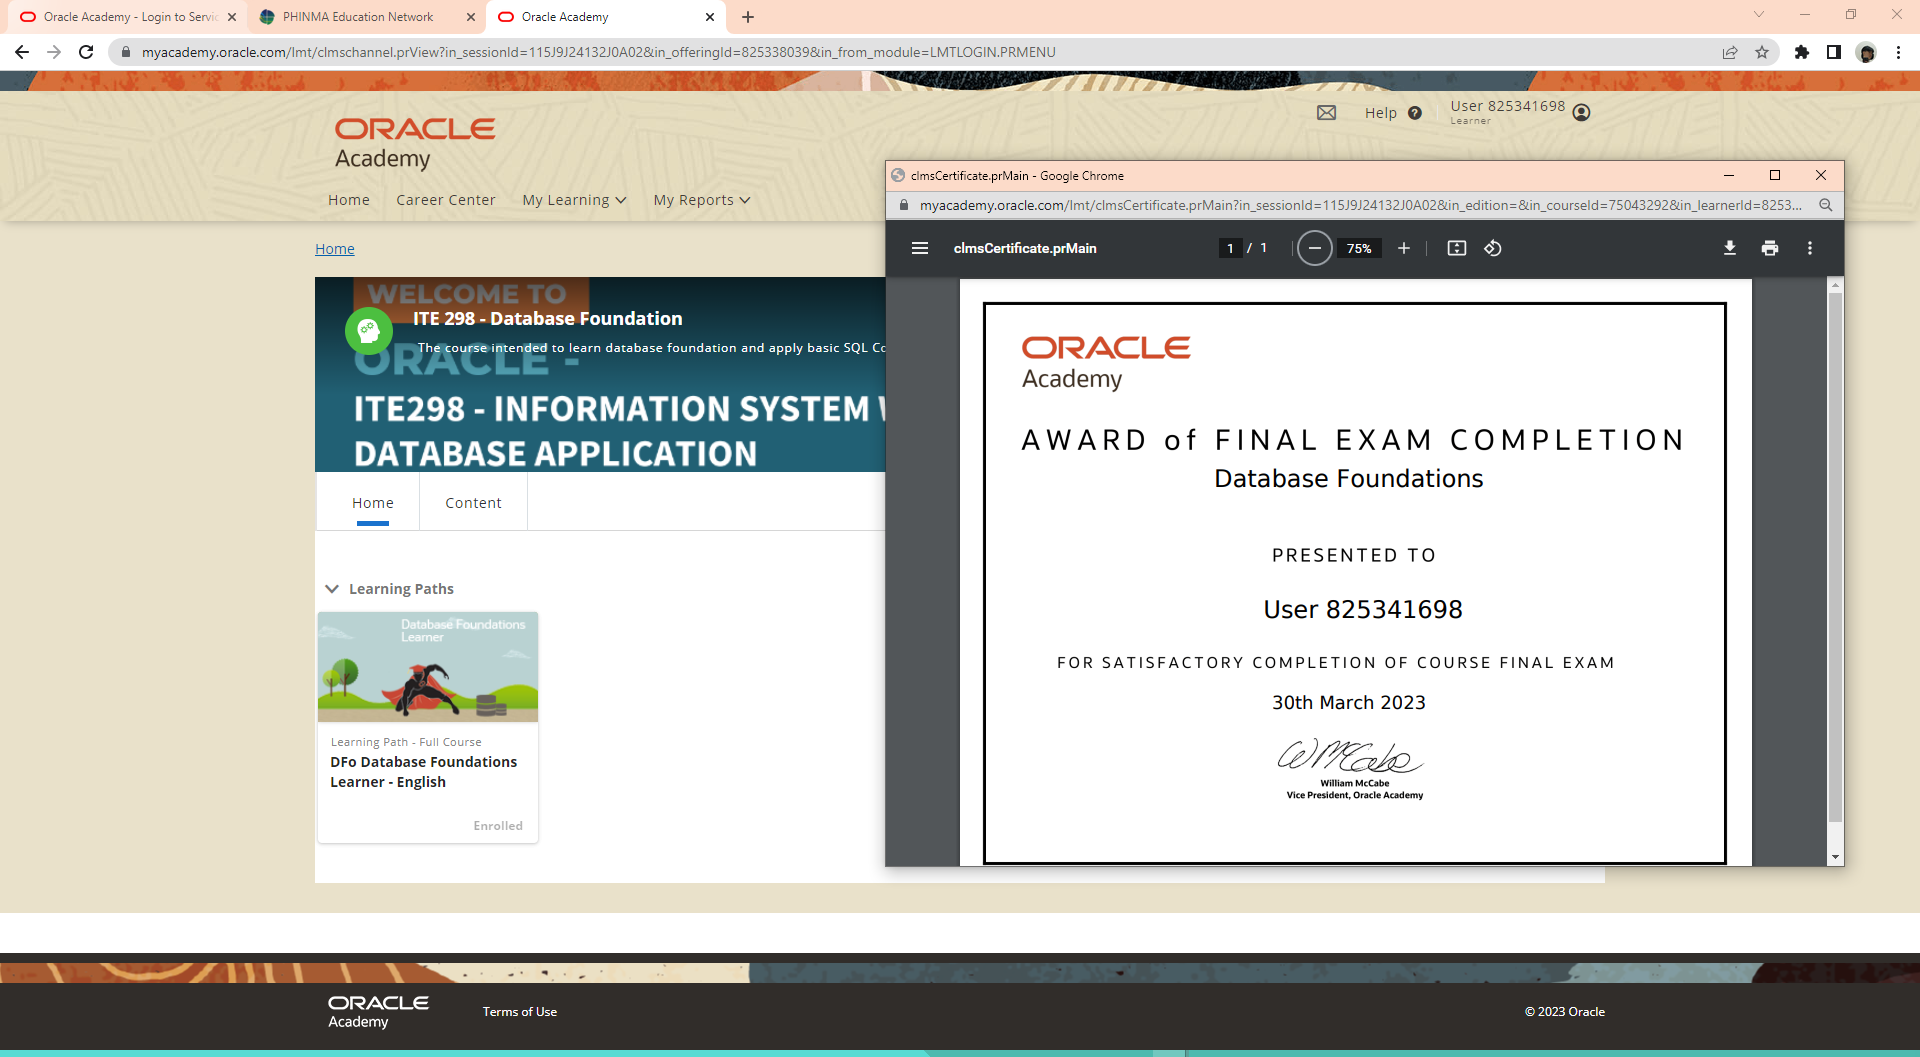 Oracle Academy - Login to Servic
PHINMA Education Network
Oracle Academy
myacademy.oracle.com/lmt/clmschannel.prView?in_sessionId=115J9J24132J0A02&in_offeringId=825338039&in_from_module=LMTLOGIN.PRMENU
ORACLE
Academy
Help ?
User 825341698
Learner
Home
Career Center
My Learning
My Reports
Home
WELCOME TO
ITE 298 - Database Foundation
The course intended to learn database foundation and apply basic SQL Co
ORACLE -
ITE298 - INFORMATION SYSTEM
DATABASE APPLICATION
Home
Content
Learning Paths
Database Foundations
Learner
Learning Path - Full Course
DFo Database Foundations
Learner - English
Enrolled
clmsCertificate.prMain - Google Chrome
myacademy.oracle.com/lmt/clmsCertificate.prMain?in_sessionId=115J9J24132J0A02&in_edition=&in_courseId=75043292&in_learnerId=8253...
clmsCertificate.prMain
1 / 1
75%
ORACLE
Academy
AWARD of FINAL EXAM COMPLETION
Database Foundations
PRESENTED TO
User 825341698
FOR SATISFACTORY COMPLETION OF COURSE FINAL EXAM
30th March 2023
WMcCabe
William McCabe
Vice President, Oracle Academy
ORACLE
Academy
Terms of Use
© 2023 Oracle